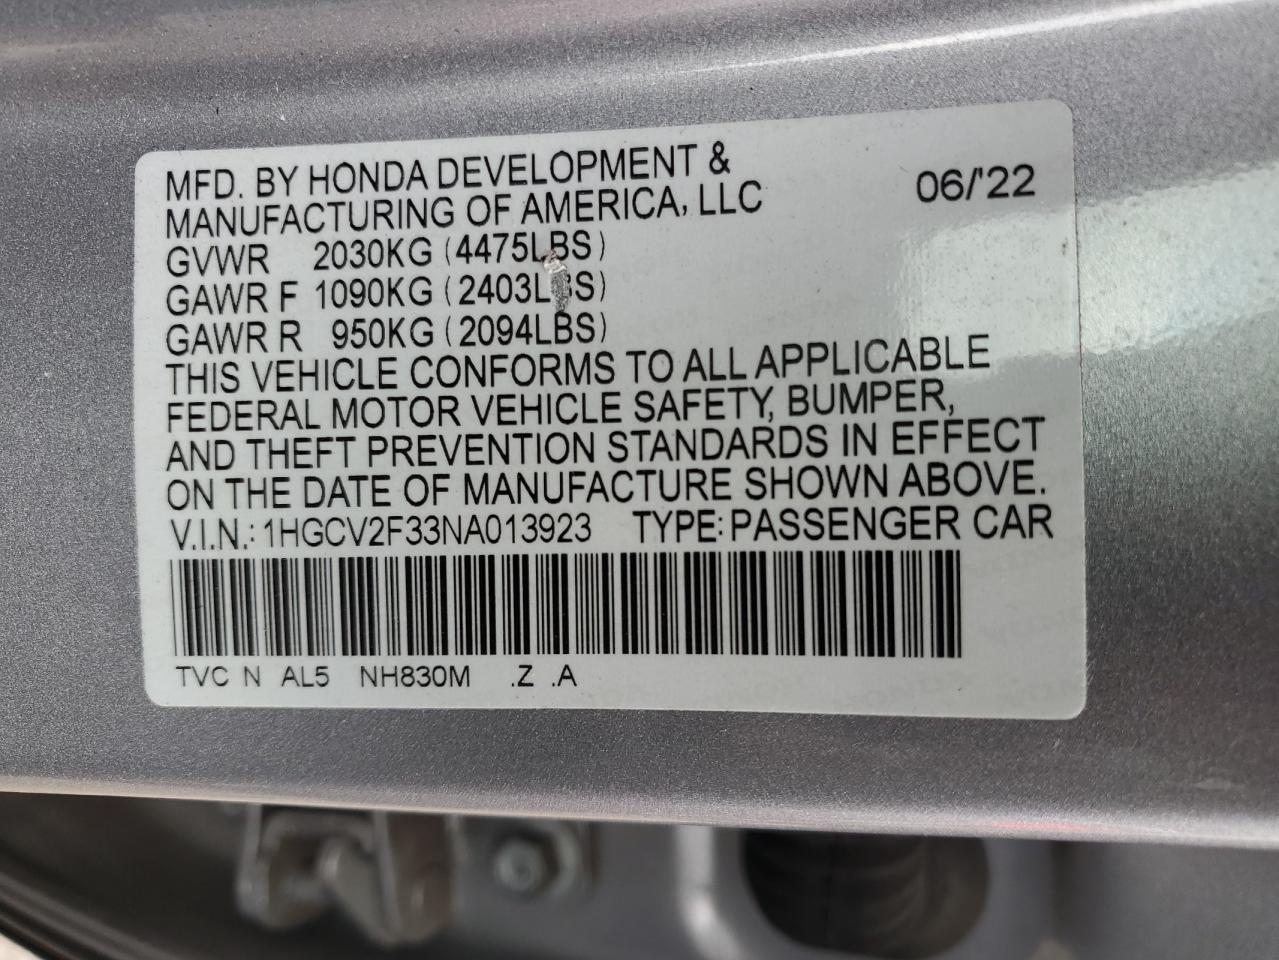 MFD. BY HONDA DEVELOPMENT & 06/'22
MANUFACTURING OF AMERICA, LLC
GVWR 2030KG (4475LBS)
GAWR F 1090KG (2403LBS)
GAWR R 950KG (2094LBS)
THIS VEHICLE CONFORMS TO ALL APPLICABLE
FEDERAL MOTOR VEHICLE SAFETY, BUMPER,
AND THEFT PREVENTION STANDARDS IN EFFECT
ON THE DATE OF MANUFACTURE SHOWN ABOVE.
V.I.N.: 1HGCV2F33NA013923 TYPE: PASSENGER CAR
TVC N AL5 NH830M .Z .A